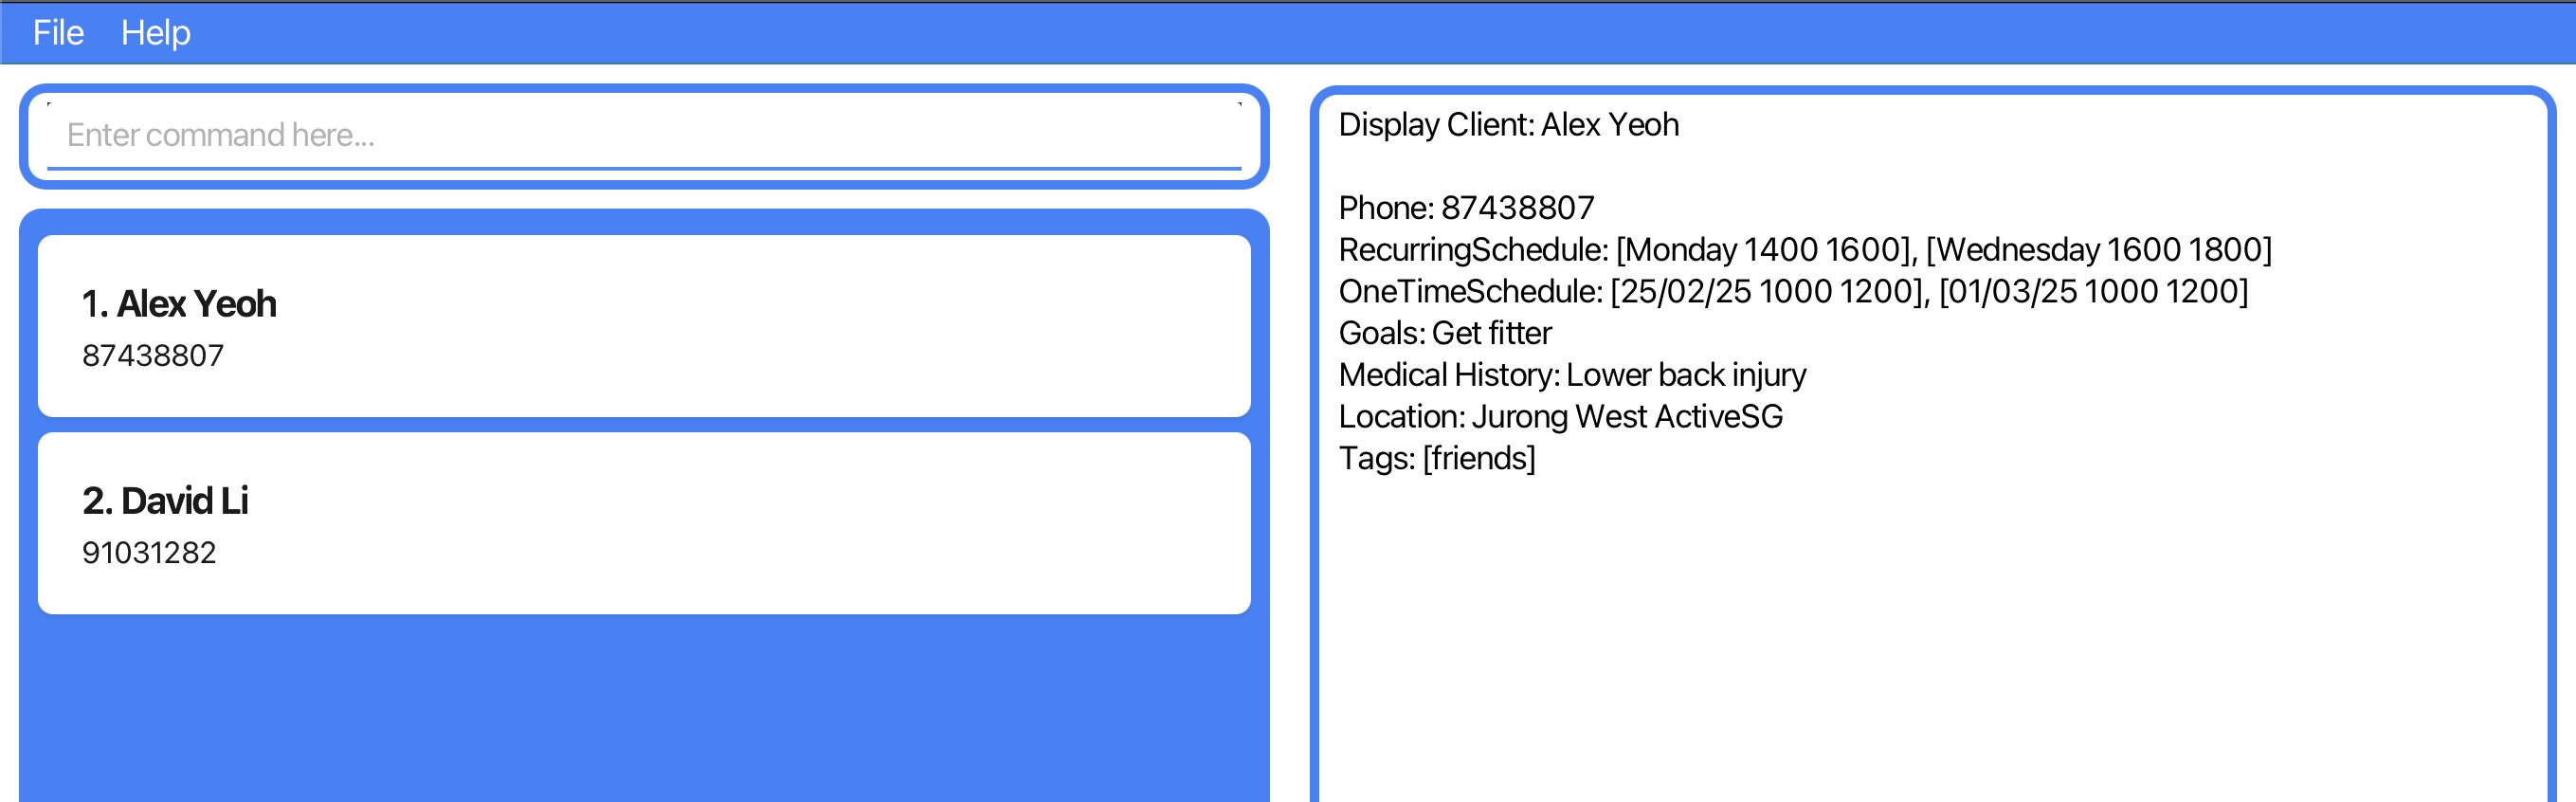 File Help
Enter command here...
1. Alex Yeoh
87438807
2. David Li
91031282
Display Client: Alex Yeoh
Phone: 87438807
RecurringSchedule: [Monday 1400 1600], [Wednesday 1600 1800]
OneTimeSchedule: [25/02/25 1000 1200], [01/03/25 1000 1200]
Goals: Get fitter
Medical History: Lower back injury
Location: Jurong West ActiveSG
Tags: [friends]